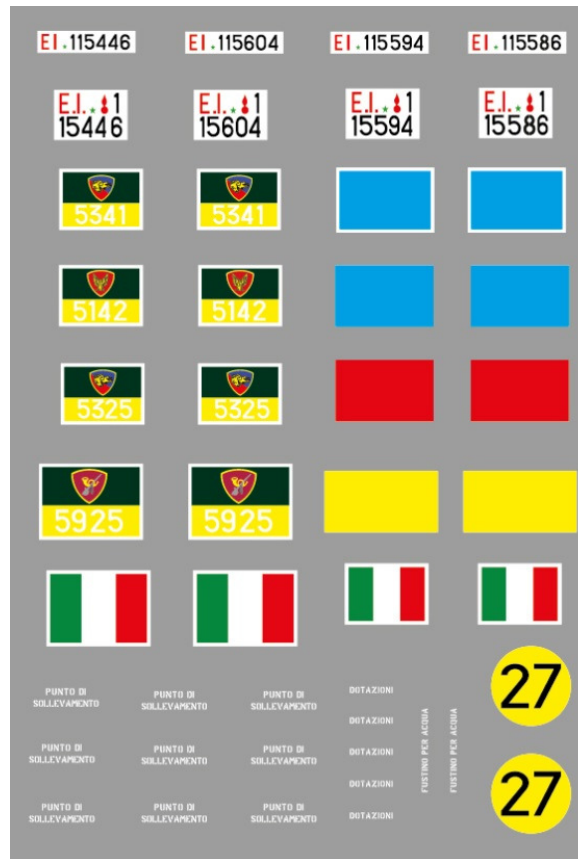 EI.115446
EI.115604
EI.115594
EI.115586
E.I. 1
15446
E.I. 1
15604
E.I. 1
15594
E.I. 1
15586
5341
5341
5142
5142
5325
5325
5925
5925
PUNTO DI
SOLLEVAMENTO
PUNTO DI
SOLLEVAMENTO
PUNTO DI
SOLLEVAMENTO
DOTAZIONI
27
DOTAZIONI
FUSTINO PER ACQUA
FUSTINO PER ACQUA
PUNTO DI
SOLLEVAMENTO
PUNTO DI
SOLLEVAMENTO
PUNTO DI
SOLLEVAMENTO
DOTAZIONI
DOTAZIONI
27
PUNTO DI
SOLLEVAMENTO
PUNTO DI
SOLLEVAMENTO
PUNTO DI
SOLLEVAMENTO
DOTAZIONI